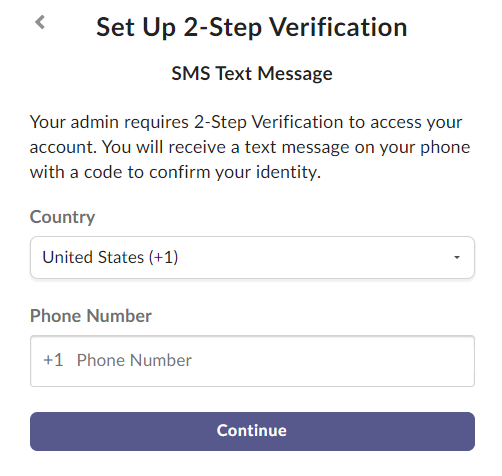 Set Up 2-Step Verification
SMS Text Message
Your admin requires 2-Step Verification to access your
account. You will receive a text message on your phone
with a code to confirm your identity.
Country
United States (+1)
Phone Number
+1 Phone Number
Continue